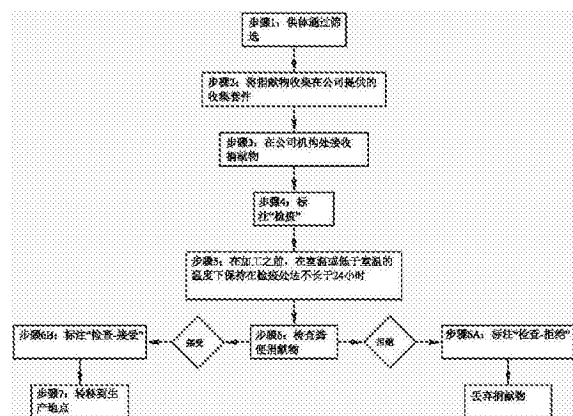 步骤1：供体通过筛
选
步骤2：将捐献物收集在公司提供的
收集套件
步骤3：在公司机构处接收
捐献物
步骤4：标
注“检疫”
步骤5：在加工之前，在室温或低于室温的
温度下保持在检疫处达不长于24小时
步骤6B：标注“检查-接受”
接受
步骤6：检查粪
便捐献物
拒绝
步骤6A：标注“检查-拒绝”
步骤7：转移到生
产地点
丢弃捐献物